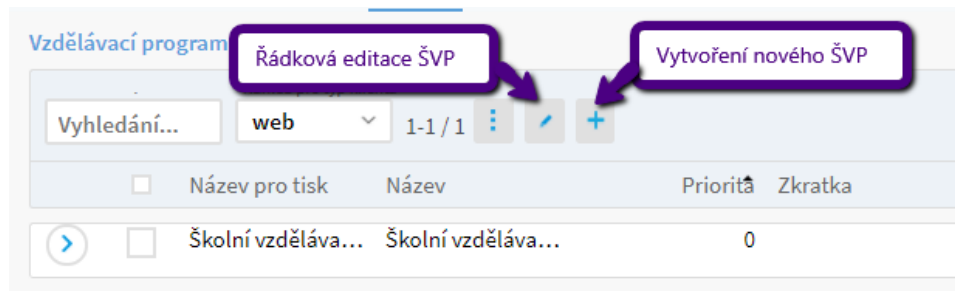 Vzdělávací program
Řádková editace ŠVP
Vytvoření nového ŠVP
Vyhledání...
web
1-1 / 1
Název pro tisk Název Priorita Zkratka
Školní vzděláva... Školní vzděláva... 0